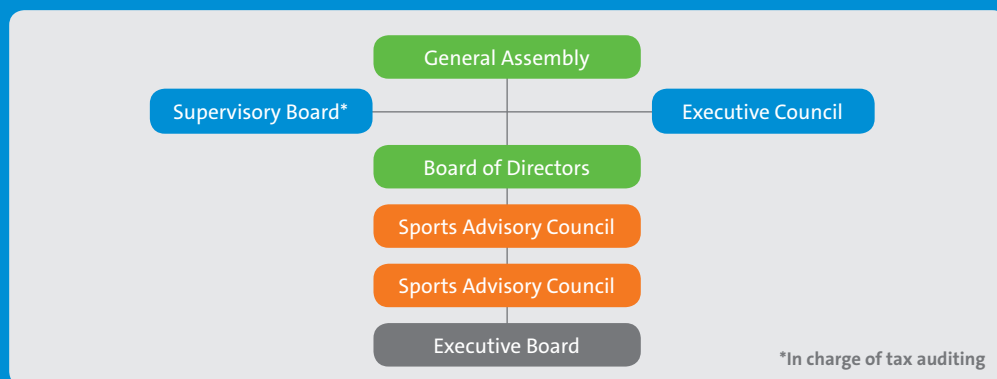 General Assembly
Supervisory Board*
Executive Council
Board of Directors
Sports Advisory Council
Sports Advisory Council
Executive Board
*In charge of tax auditing